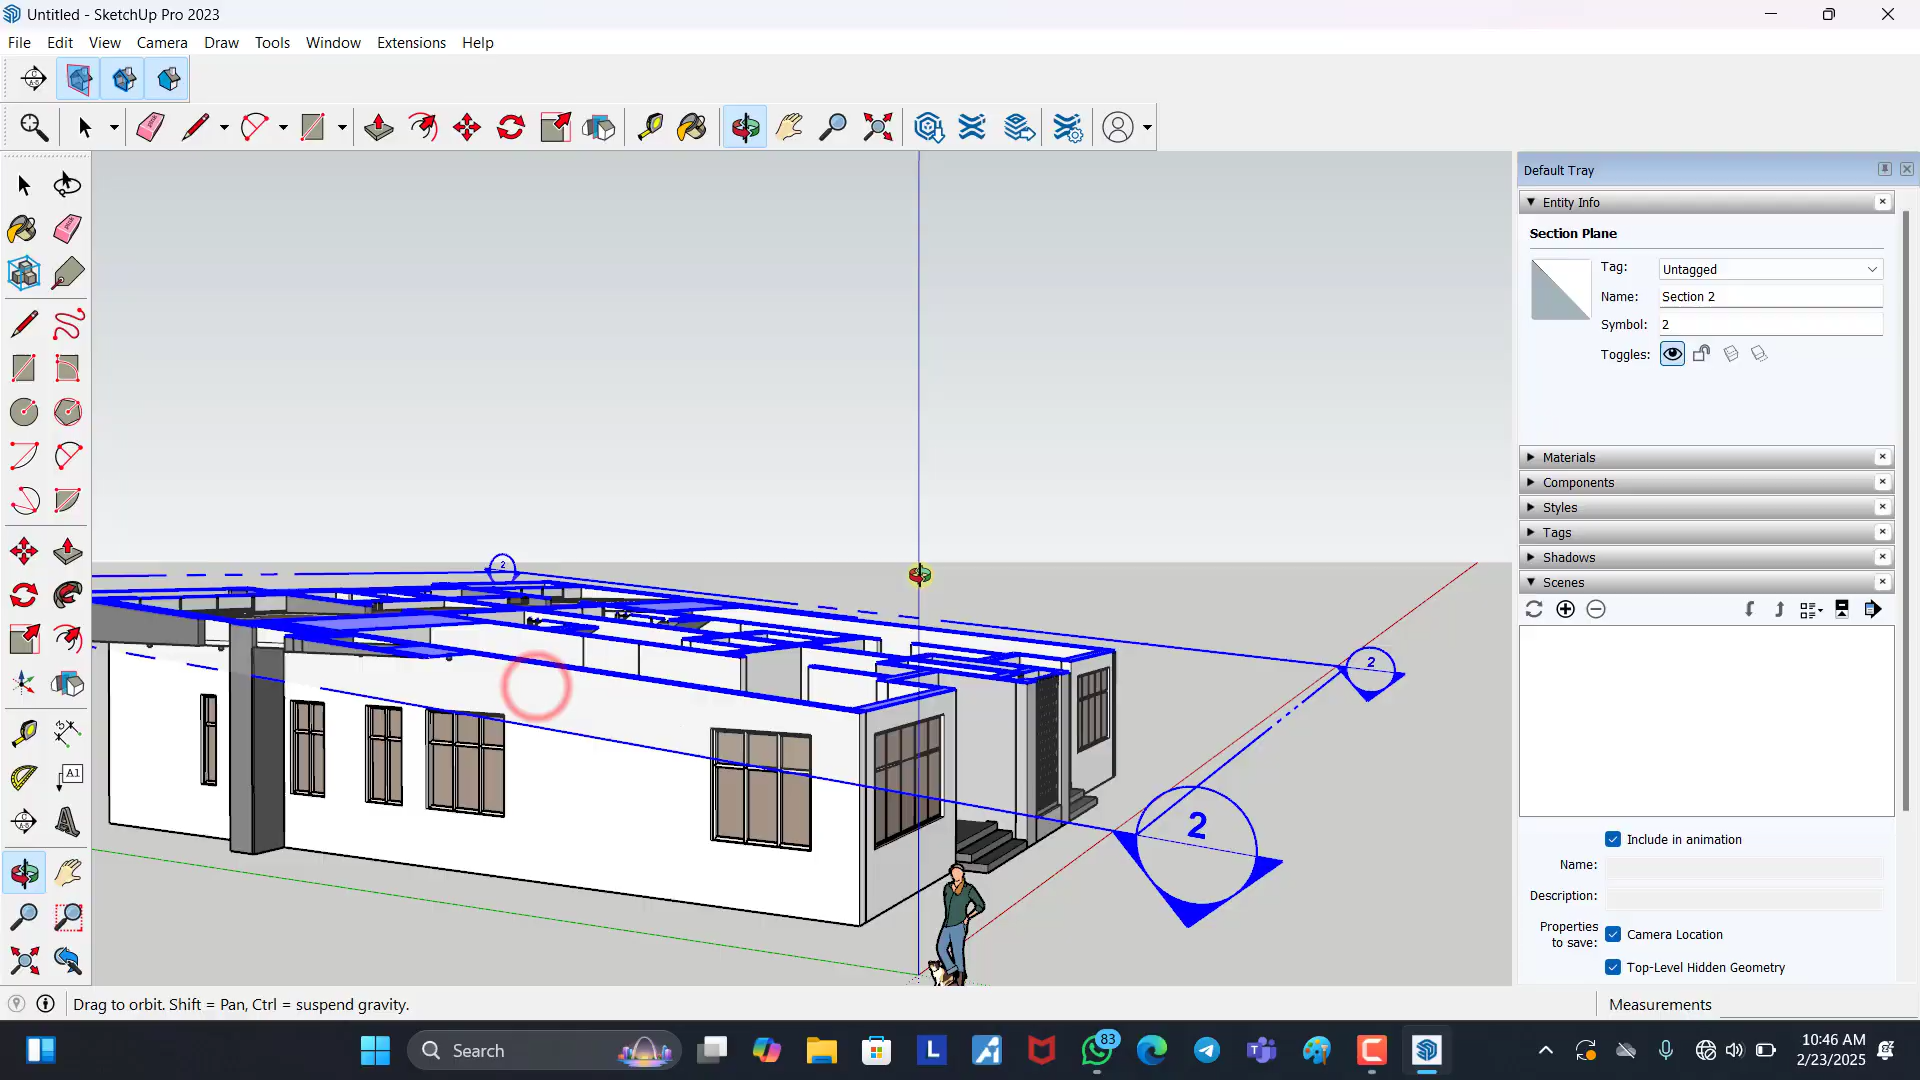 Untitled - SketchUp Pro 2023
File Edit View Camera Draw Tools Window Extensions Help
Default Tray
Entity Info
Section Plane
Tag: Untagged
Name: Section 2
Symbol: 2
Toggles:
Materials
Components
Styles
Tags
Shadows
Scenes
2
2
2
A1
Include in animation
Name:
Description:
Properties to save:
Camera Location
Top-Level Hidden Geometry
Drag to orbit. Shift = Pan, Ctrl = suspend gravity.
Measurements
Search
L
83
10:46 AM
2/23/2025